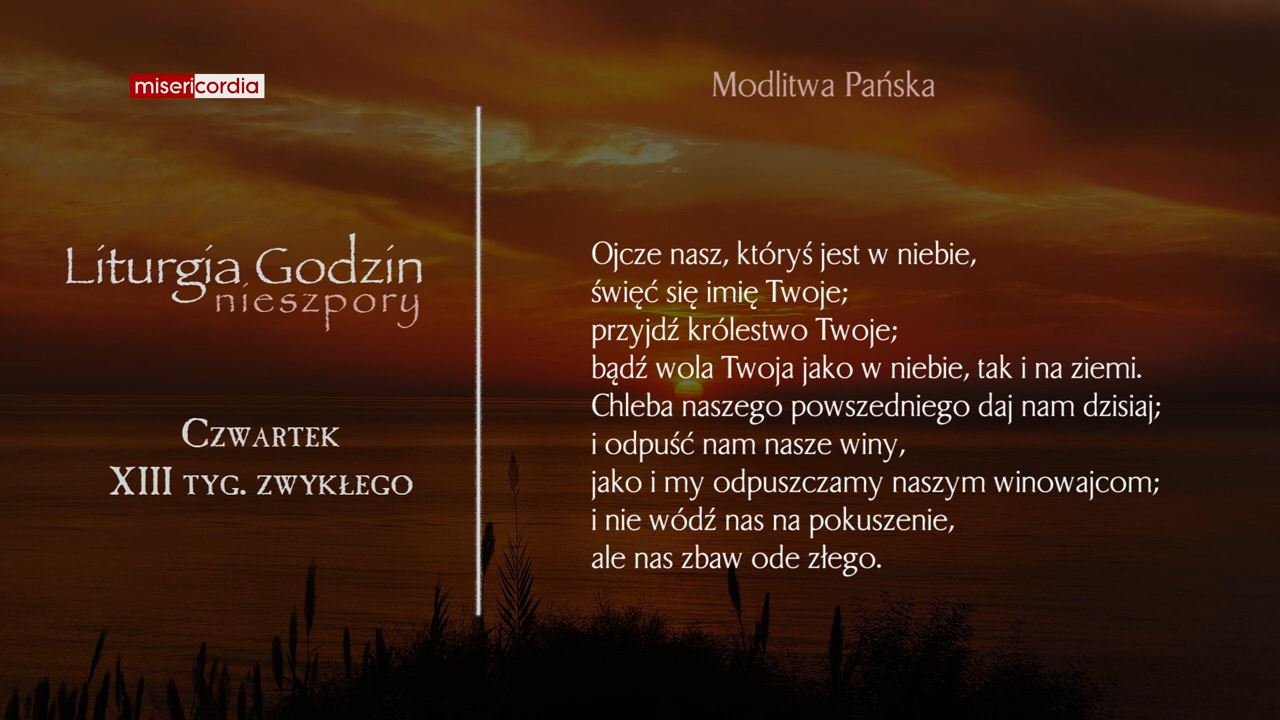 misericordia
Liturgia Godzin
nieszpory
Czwartek
XIII tyg. zwykłego
Modlitwa Pańska
Ojcze nasz, któryś jest w niebie,
święć się imię Twoje;
przyjdź królestwo Twoje;
bądź wola Twoja jako w niebie, tak i na ziemi.
Chleba naszego powszedniego daj nam dzisiaj;
i odpuść nam nasze winy,
jako i my odpuszczamy naszym winowajcom;
i nie wódź nas na pokuszenie,
ale nas zbaw ode złego.